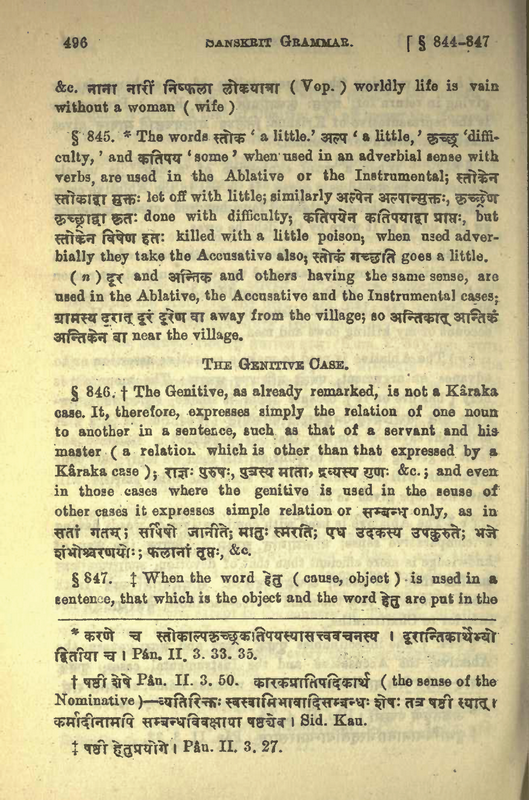 496 SANSKRIT GRAMMAR. [ § 844-847
&c. नाना नारीं निष्फला लोकयात्रा ( Vop. ) worldly life is vain
without a woman ( wife )
§ 845. * The words स्तोक ' a little.' अल्प ' a little,' कृच्छ्र 'diffi-
culty,' and कतिपय 'some' when used in an adverbial sense with
verbs, are used in the Ablative or the Instrumental; स्तोकेन
स्तोकाद्वा मुक्तः let off with little; similarly अल्पेन अल्पान्मुक्तः, कृच्छ्रेण
कृच्छ्राद्वा कृतः done with difficulty; कतिपयेन कतिपयाद्वा प्राप्तः, but
स्तोकेन विषेण हतः killed with a little poison; when used adver-
bially they take the Accusative also; स्तोकं गच्छति goes a little.
( n ) दूर and अन्तिक and others having the same sense, are
used in the Ablative, the Accusative and the Instrumental cases;
ग्रामस्य दूरात् दूरं दूरेण वा away from the village; so अन्तिकात् अन्तिकं
अन्तिकेन वा near the village.
THE GENITIVE CASE.
§ 846. † The Genitive, as already remarked, is not a Kâraka
case. It, therefore, expresses simply the relation of one noun
to another in a sentence, such as that of a servant and his
master ( a relation which is other than that expressed by a
Kâraka case ); राज्ञः पुरुषः, पुत्रस्य माता, द्रव्यस्य गुणः &c.; and even
in those cases where the genitive is used in the sense of
other cases it expresses simple relation or सम्बन्ध only, as in
सतां गतम्; सर्पिषो जानीते; मातुः स्मरति; एध उदकस्य उपकुरुते; भजे
शंभोश्चरणयोः; फलानां तृप्तः, &c.
§ 847. ‡ When the word हेतु ( cause, object ) is used in a
sentence, that which is the object and the word हेतु are put in the
* करणे च स्तोकाल्पकृच्छ्रकतिपयस्यासत्त्ववचनस्य । दूरान्तिकार्थेभ्यो
द्वितीया च। Pân. II. 3. 33. 35.
† षष्ठी शेषे Pân. II. 3. 50. कारकप्रातिपदिकार्थ ( the sense of the
Nominative )—व्यतिरिक्तः स्वस्वामिभावादिसम्बन्धः शेषः तत्र षष्ठी स्यात्।
कर्मादीनामपि सम्बन्धविवक्षाया षष्ठ्येव। Sid. Kau.
‡ षष्ठी हेतुप्रयोगे। Pân. II. 3. 27.